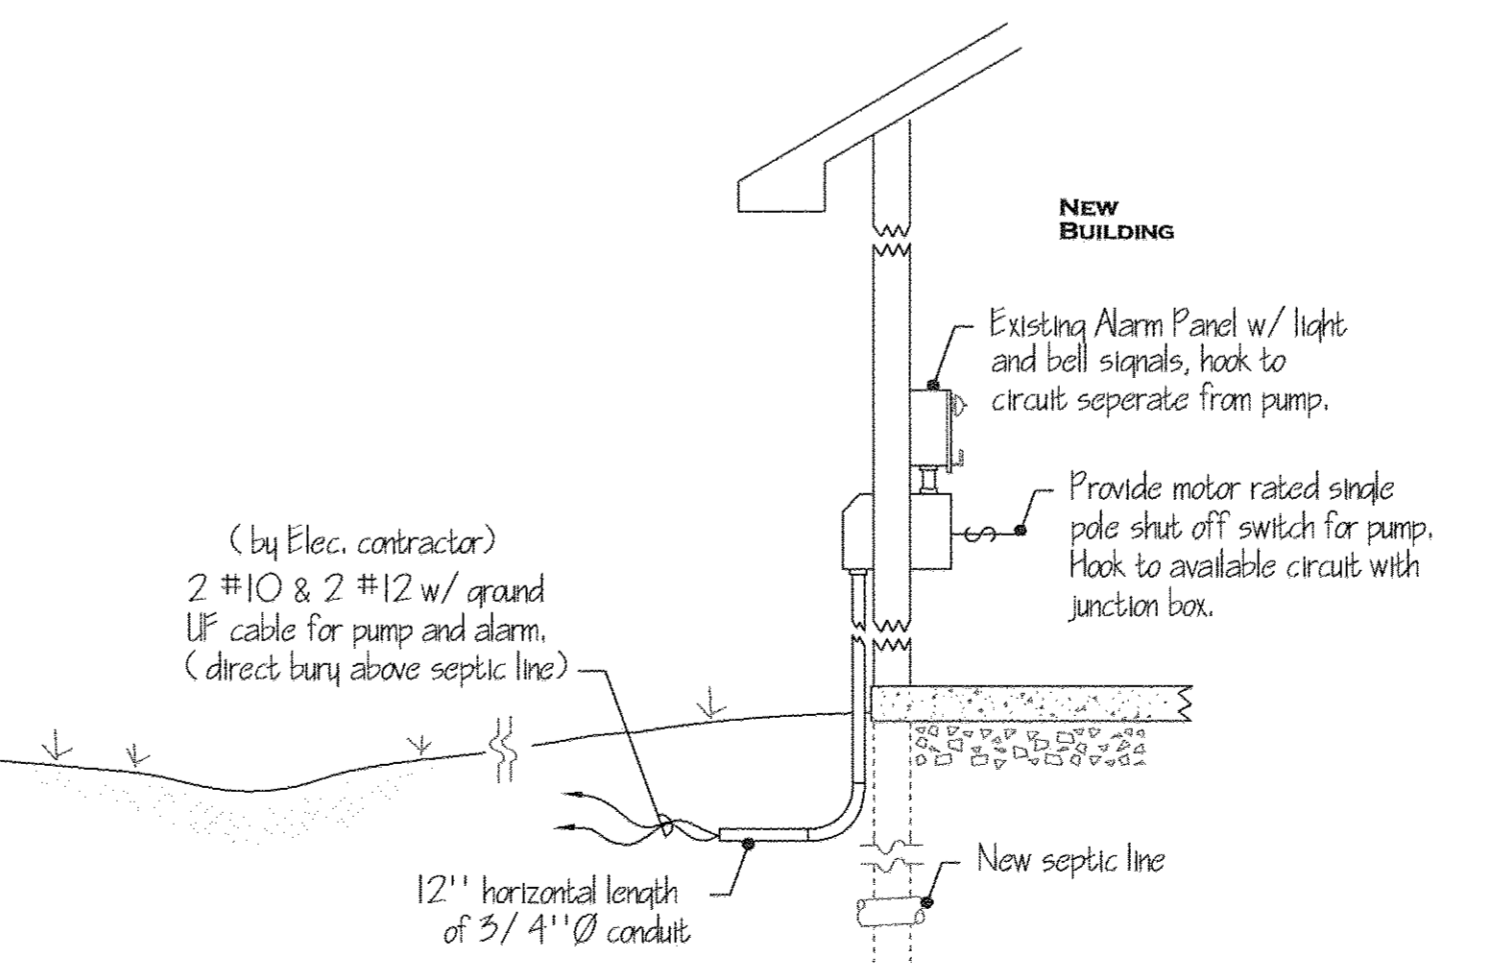 NEW
BUILDING
Existing Alarm Panel w/ light
and bell signals, hook to
circuit seperate from pump.
Provide motor rated single
pole shut off switch for pump.
Hook to available circuit with
junction box.
(by Elec. contractor)
2 #10 & 2 #12 w/ ground
UF cable for pump and alarm.
(direct bury above septic line)
New septic line
12'' horizontal length
of 3/4''Ø conduit